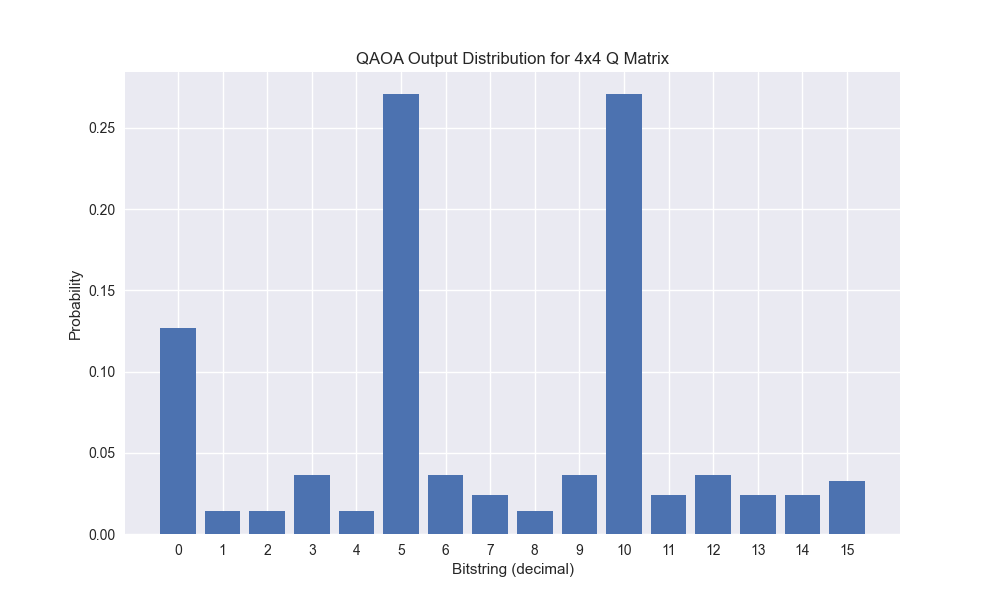 QAOA Output Distribution for 4x4 Q Matrix
Probability
0.25
0.20
0.15
0.10
0.05
0.00
0 1 2 3 4 5 6 7 8 9 10 11 12 13 14 15
Bitstring (decimal)